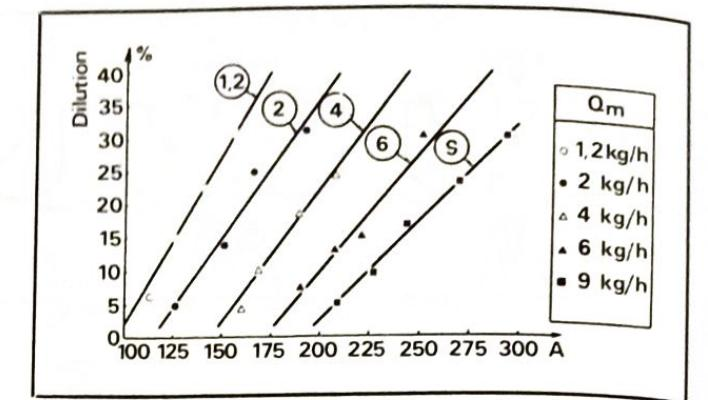 %
Dilution
40
35
30
25
20
15
10
5
0
1,2
2
4
6
S
100 125 150 175 200 225 250 275 300 A
Qm
1,2kg/h
2 kg/h
4 kg/h
6 kg/h
9 kg/h